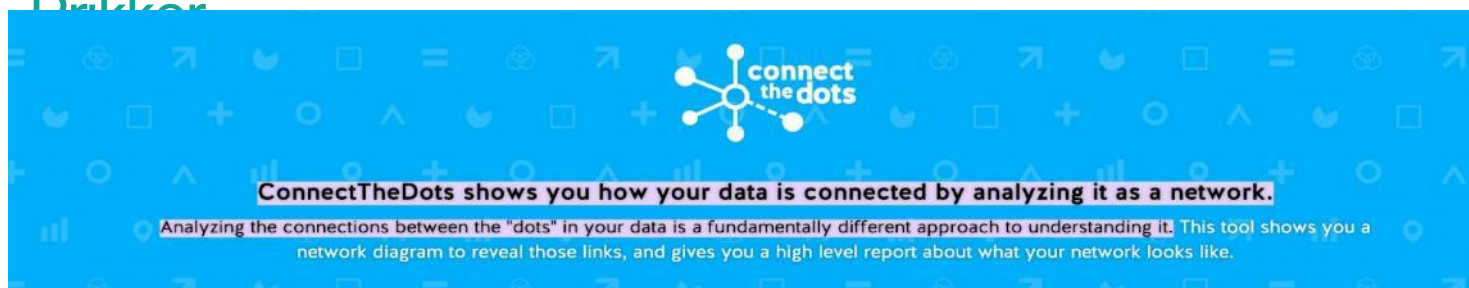 Prikker
connect
the dots
ConnectTheDots shows you how your data is connected by analyzing it as a network.
Analyzing the connections between the "dots" in your data is a fundamentally different approach to understanding it. This tool shows you a
network diagram to reveal those links, and gives you a high level report about what your network looks like.